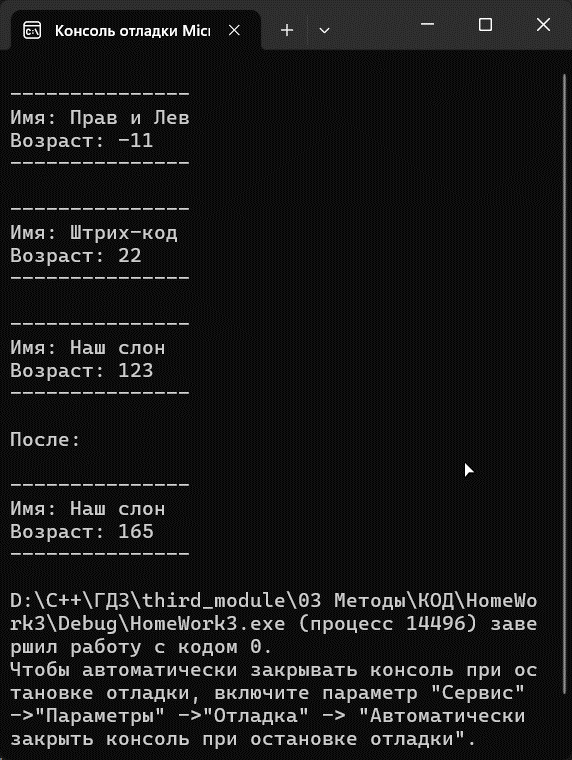 Консоль отладки Micr
---------------
Имя: Прав и Лев
Возраст: -11
---------------
---------------
Имя: Штрих-код
Возраст: 22
---------------
---------------
Имя: Наш слон
Возраст: 123
---------------
После:
---------------
Имя: Наш слон
Возраст: 165
---------------
D:\C++\ГДЗ\third_module\03 Методы\КОД\HomeWo
rk3\Debug\HomeWork3.exe (процесс 14496) заве
ршил работу с кодом 0.
Чтобы автоматически закрывать консоль при ос
тановке отладки, включите параметр "Сервис"
->"Параметры" ->"Отладка" -> "Автоматически
закрыть консоль при остановке отладки".